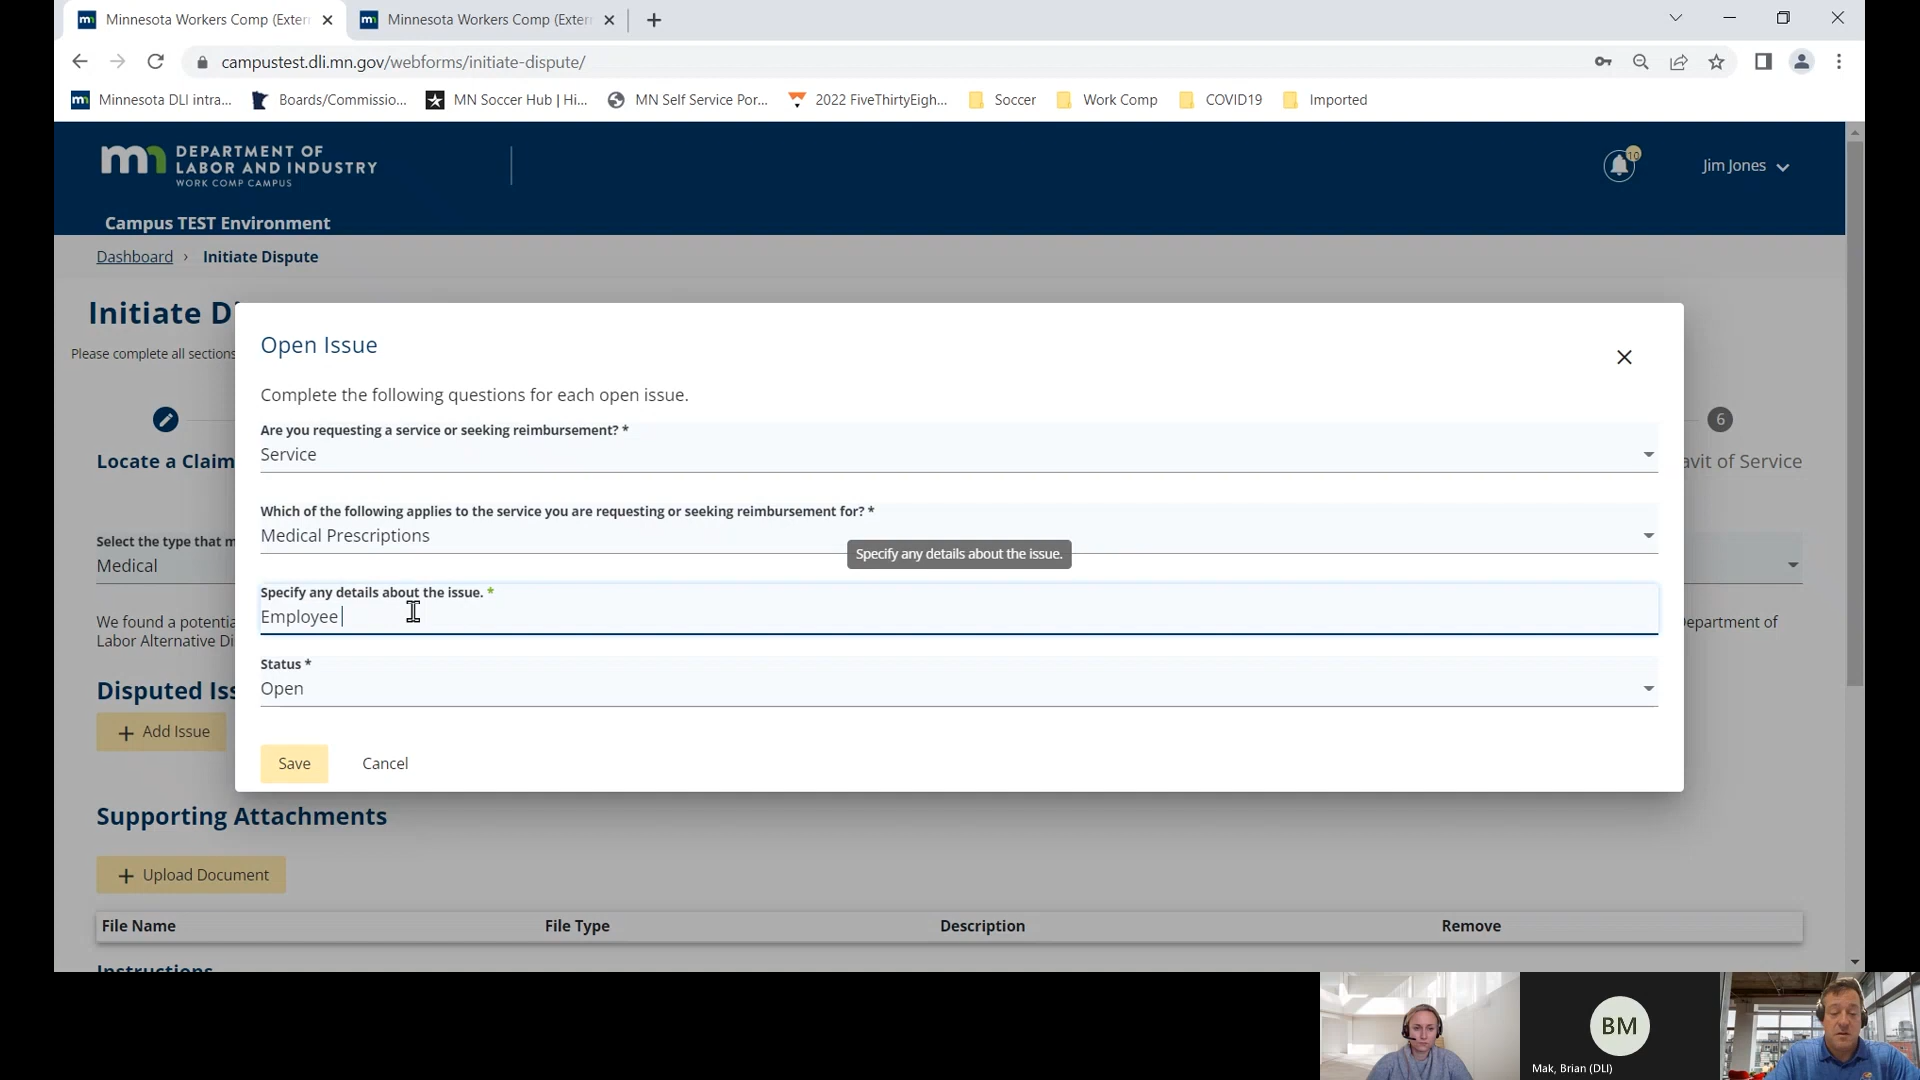 Minnesota Workers Comp (Exter
Minnesota Workers Comp (Exter
campustest.dli.mn.gov/webforms/initiate-dispute/
Minnesota DLI intra...
Boards/Commissio...
MN Soccer Hub | Hi...
MN Self Service Por...
2022 FiveThirtyEigh...
Soccer
Work Comp
COVID19
Imported
mn DEPARTMENT OF
LABOR AND INDUSTRY
WORK COMP CAMPUS
10
Jim Jones
Campus TEST Environment
Dashboard › Initiate Dispute
Initiate D
Please complete all sections
Open Issue
Complete the following questions for each open issue.
Are you requesting a service or seeking reimbursement? *
Service
6
Locate a Claim
avit of Service
Which of the following applies to the service you are requesting or seeking reimbursement for? *
Medical Prescriptions
Select the type that m
Medical
Specify any details about the issue.
Specify any details about the issue. *
Employee
We found a potentia
epartment of
Labor Alternative Di
Status *
Open
Disputed Iss
+ Add Issue
Save
Cancel
Supporting Attachments
+ Upload Document
File Name
File Type
Description
Remove
Instructions
BM
Mak, Brian (DLI)